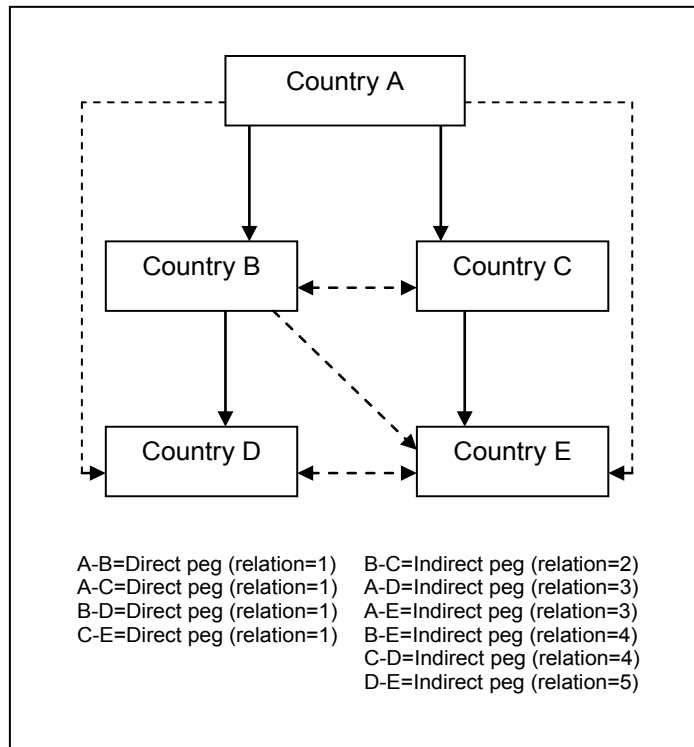 Country A
Country B
Country C
Country D
Country E
A-B=Direct peg (relation=1)
A-C=Direct peg (relation=1)
B-D=Direct peg (relation=1)
C-E=Direct peg (relation=1)
B-C=Indirect peg (relation=2)
A-D=Indirect peg (relation=3)
A-E=Indirect peg (relation=3)
B-E=Indirect peg (relation=4)
C-D=Indirect peg (relation=4)
D-E=Indirect peg (relation=5)